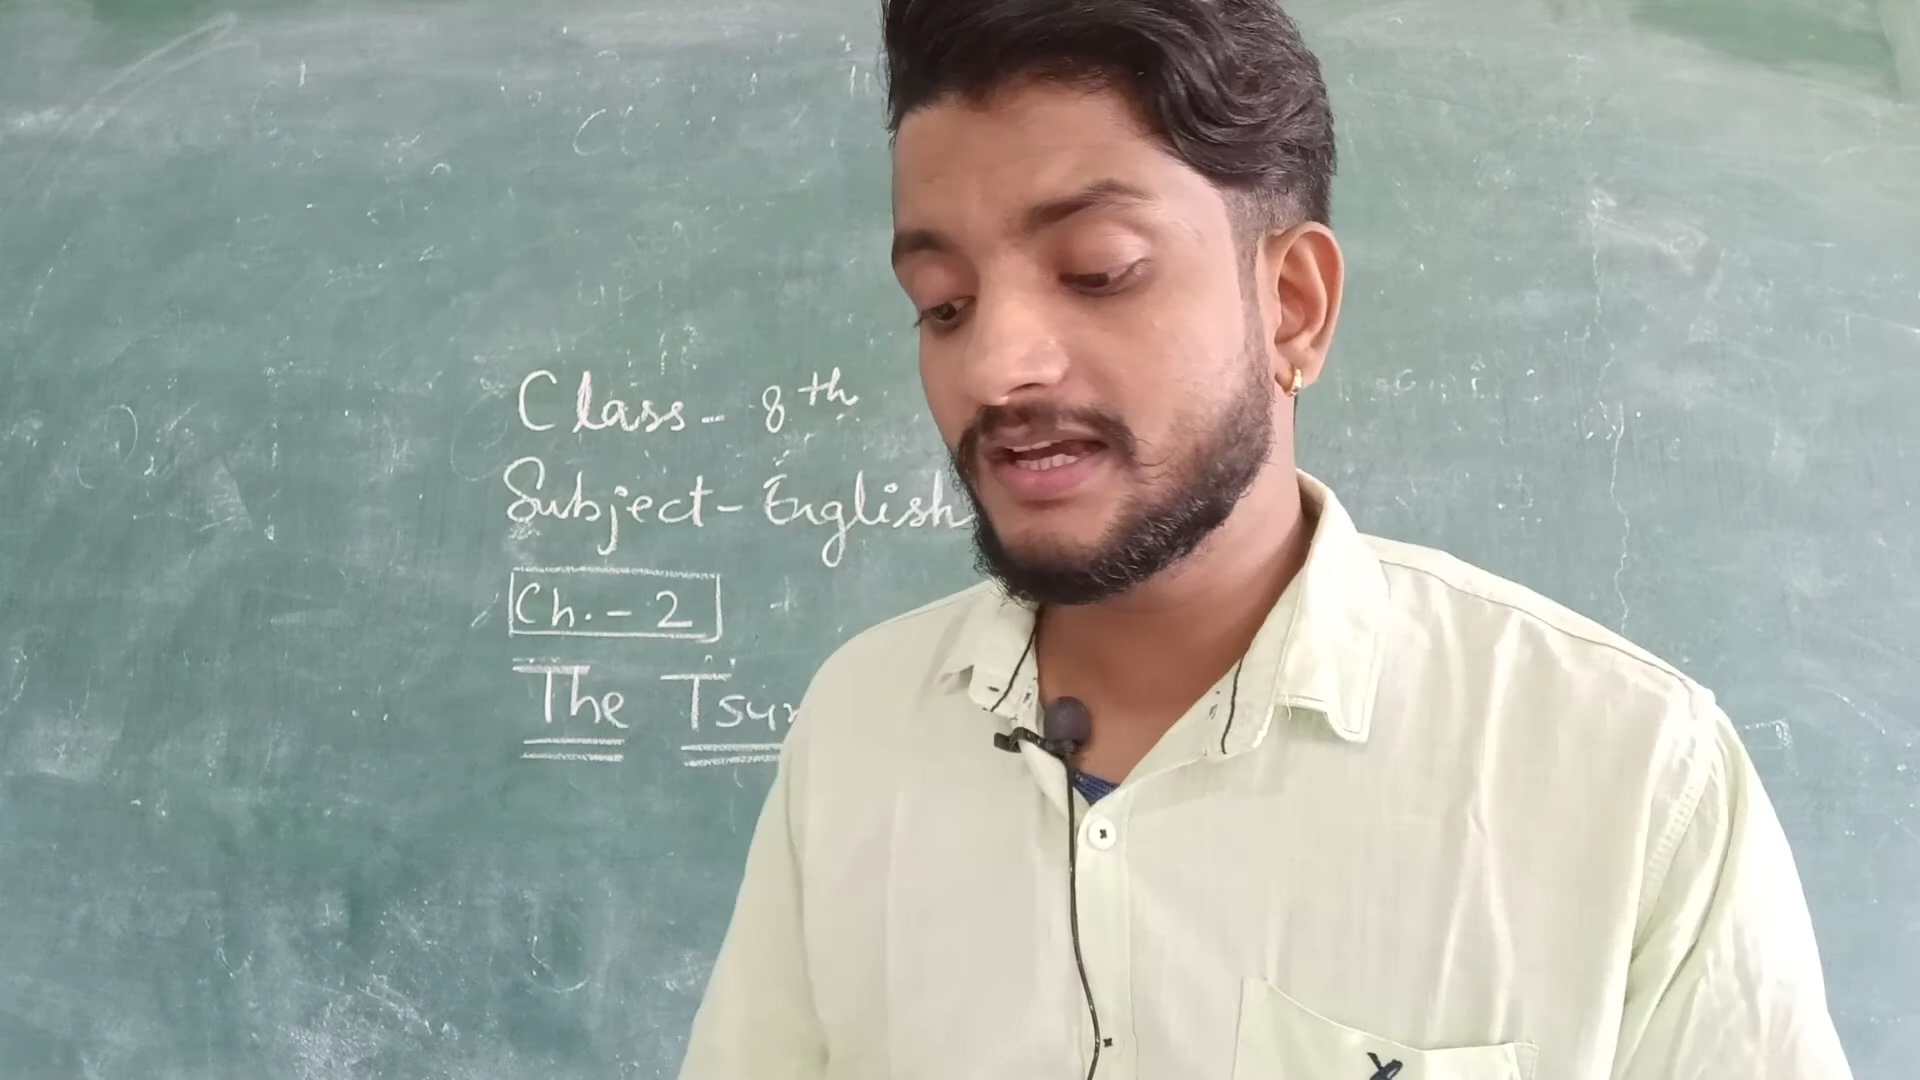 Class - 8th
Subject - English
Ch. - 2
The